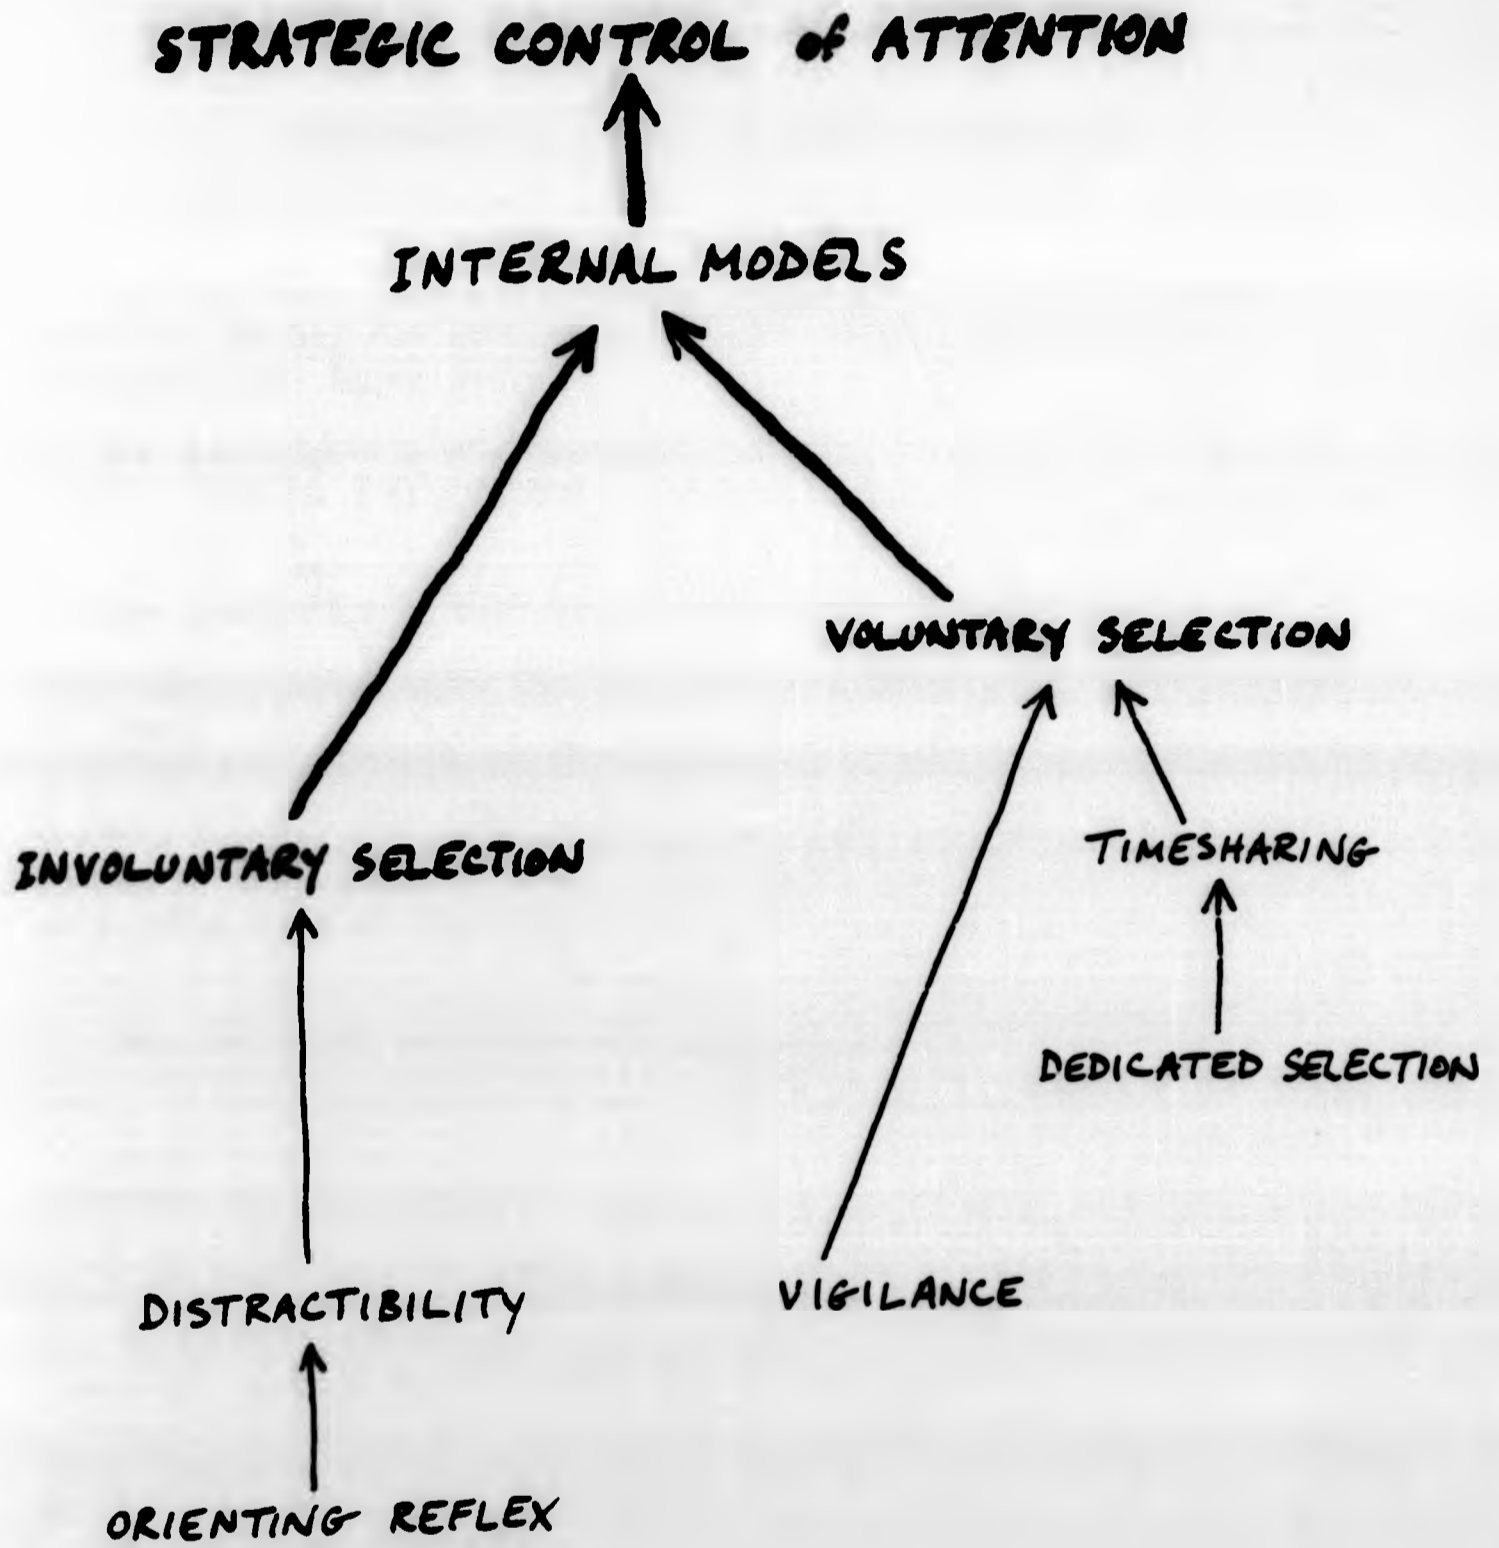 STRATEGIC CONTROL of ATTENTION
INTERNAL MODELS
VOLUNTARY SELECTION
INVOLUNTARY SELECTION
TIMESHARING
DEDICATED SELECTION
VIGILANCE
DISTRACTIBILITY
ORIENTING REFLEX